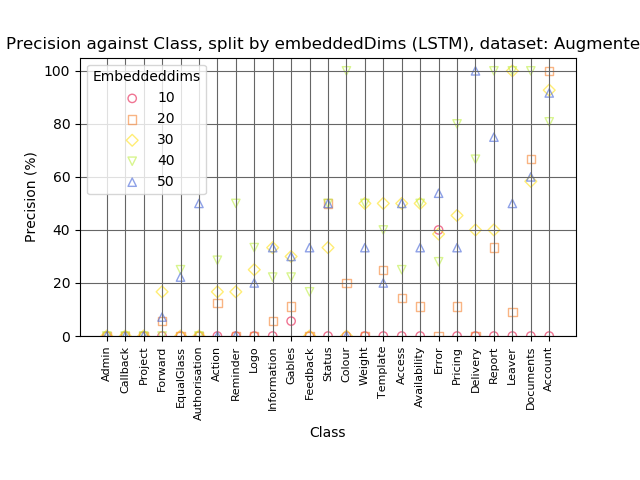 Precision against Class, split by embeddedDims (LSTM), dataset: Augmente
Precision (%)
100
80
60
40
20
0
Embeddeddims
10
20
30
40
50
Admin
Callback
Project
Forward
EqualGlass
Authorisation
Action
Reminder
Logo
Information
Gables
Feedback
Status
Colour
Weight
Template
Access
Availability
Error
Pricing
Delivery
Report
Leaver
Documents
Account
Class